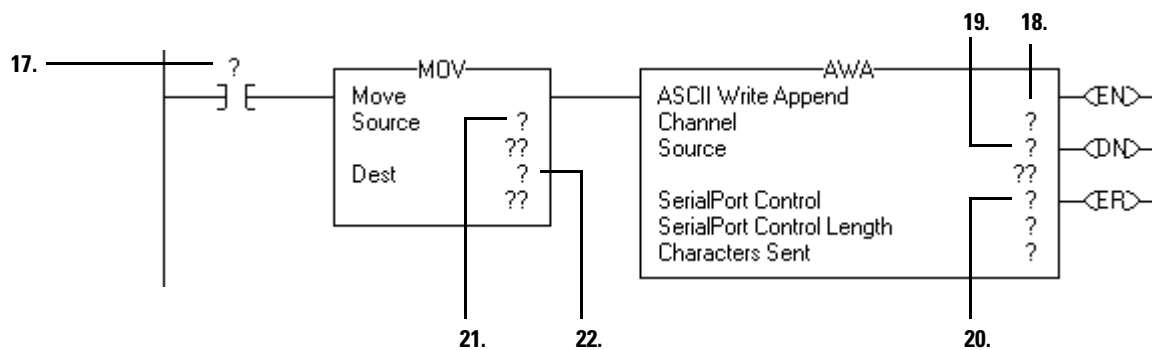 19. 18.
17. ?
MOV
Move
Source ?
??
Dest ?
??
AWA
ASCII Write Append
Channel ?
Source ?
??
SerialPort Control ?
SerialPort Control Length ?
Characters Sent ?
EN
DN
ER
21. 22. 20.